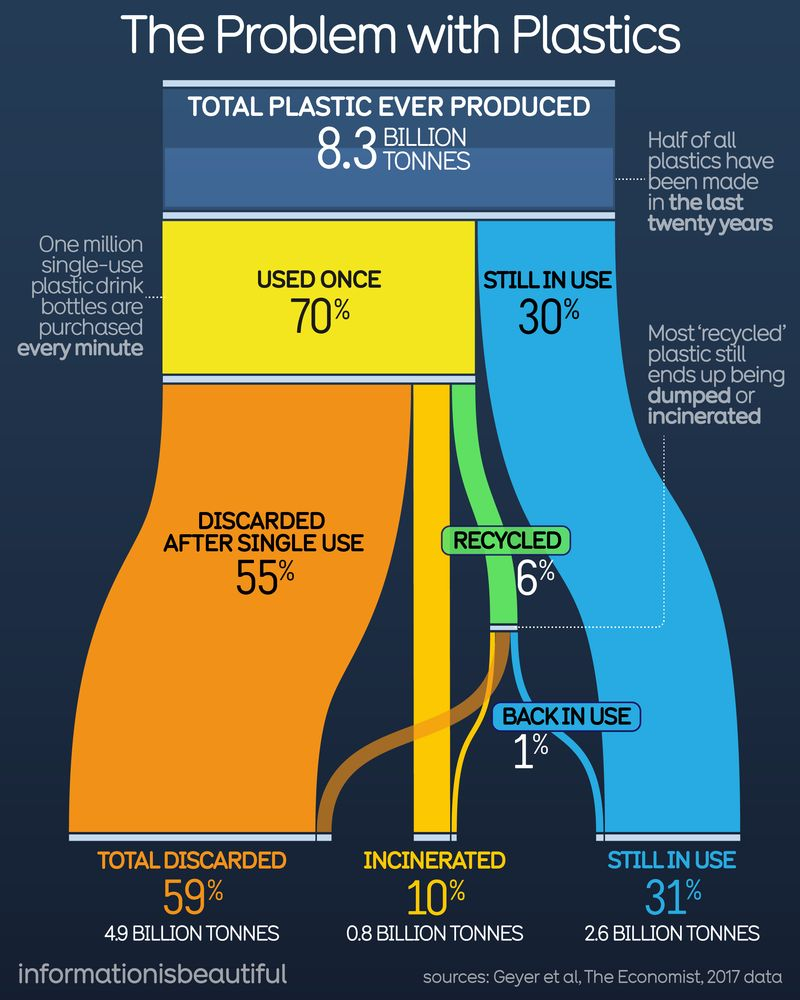 The Problem with Plastics
TOTAL PLASTIC EVER PRODUCED
8.3 BILLION
TONNES
Half of all
plastics have
been made
in the last
twenty years
One million
single-use
plastic drink
bottles are
purchased
every minute
USED ONCE
70%
STILL IN USE
30%
Most ‘recycled’
plastic still
ends up being
dumped or
incinerated
DISCARDED
AFTER SINGLE USE
55%
RECYCLED
6%
BACK IN USE
1%
TOTAL DISCARDED
59%
4.9 BILLION TONNES
INCINERATED
10%
0.8 BILLION TONNES
STILL IN USE
31%
2.6 BILLION TONNES
informationisbeautiful
sources: Geyer et al, The Economist, 2017 data